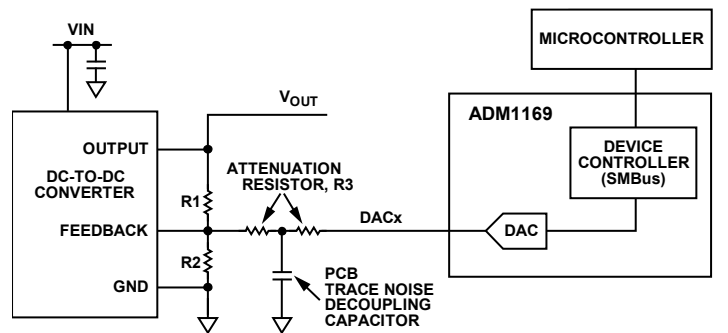 VIN
MICROCONTROLLER
VOUT
ADM1169
OUTPUT
DC-TO-DC
CONVERTER
ATTENUATION
RESISTOR, R3
DEVICE
CONTROLLER
(SMBus)
R1
FEEDBACK
DACx
DAC
R2
GND
PCB
TRACE NOISE
DECOUPLING
CAPACITOR